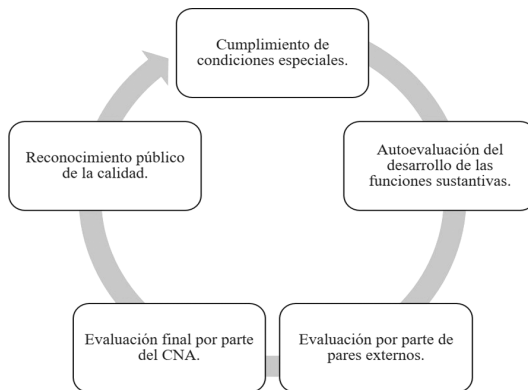 Cumplimiento de
condiciones especiales.
Autoevaluación del
desarrollo de las
funciones sustantivas.
Evaluación por parte de
pares externos.
Evaluación final por parte
del CNA.
Reconocimiento público
de la calidad.